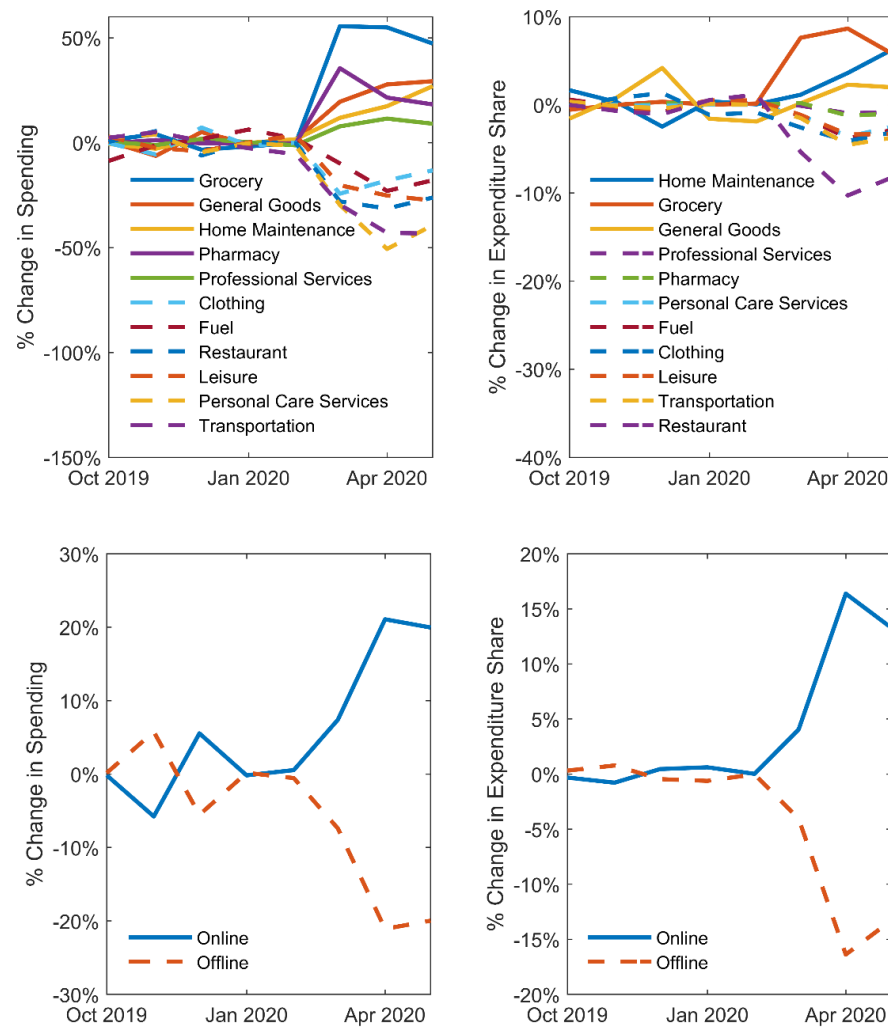 % Change in Spending
50%
0%
-50%
-100%
-150%
Grocery
General Goods
Home Maintenance
Pharmacy
Professional Services
Clothing
Fuel
Restaurant
Leisure
Personal Care Services
Transportation
Oct 2019
Jan 2020
Apr 2020
% Change in Expenditure Share
10%
0%
-10%
-20%
-30%
-40%
Home Maintenance
Grocery
General Goods
Professional Services
Pharmacy
Personal Care Services
Fuel
Clothing
Leisure
Transportation
Restaurant
Oct 2019
Jan 2020
Apr 2020
% Change in Spending
30%
20%
10%
0%
-10%
-20%
-30%
Online
Offline
Oct 2019
Jan 2020
Apr 2020
% Change in Expenditure Share
20%
15%
10%
5%
0%
-5%
-10%
-15%
-20%
Online
Offline
Oct 2019
Jan 2020
Apr 2020